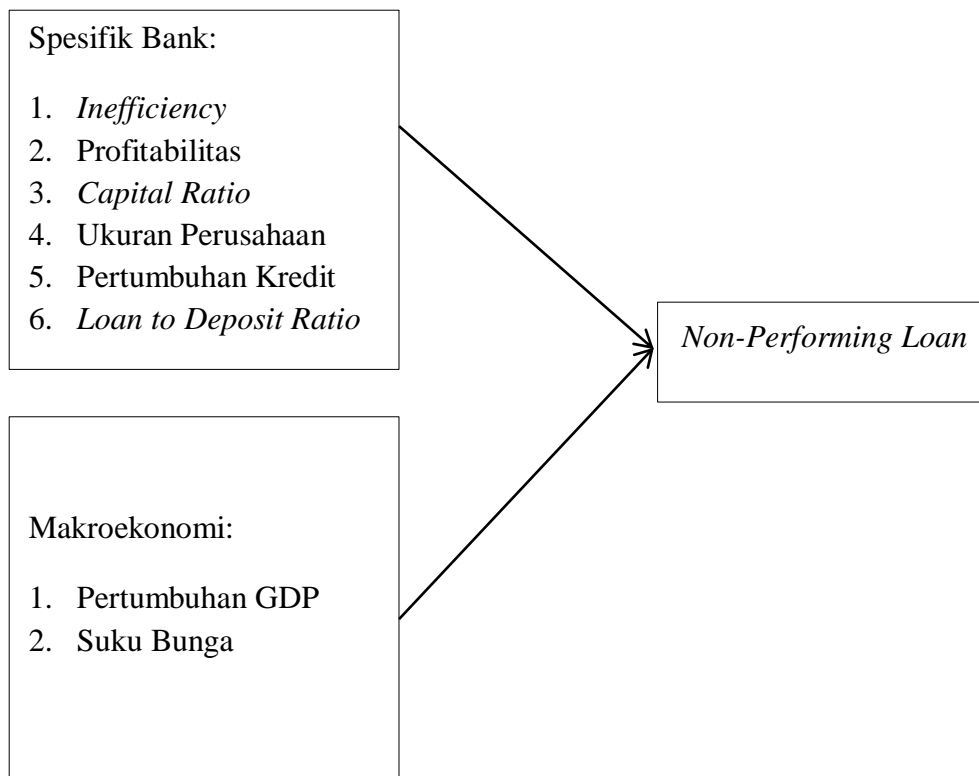 Spesifik Bank:
1. Inefficiency
2. Profitabilitas
3. Capital Ratio
4. Ukuran Perusahaan
5. Pertumbuhan Kredit
6. Loan to Deposit Ratio
Non-Performing Loan
Makroekonomi:
1. Pertumbuhan GDP
2. Suku Bunga